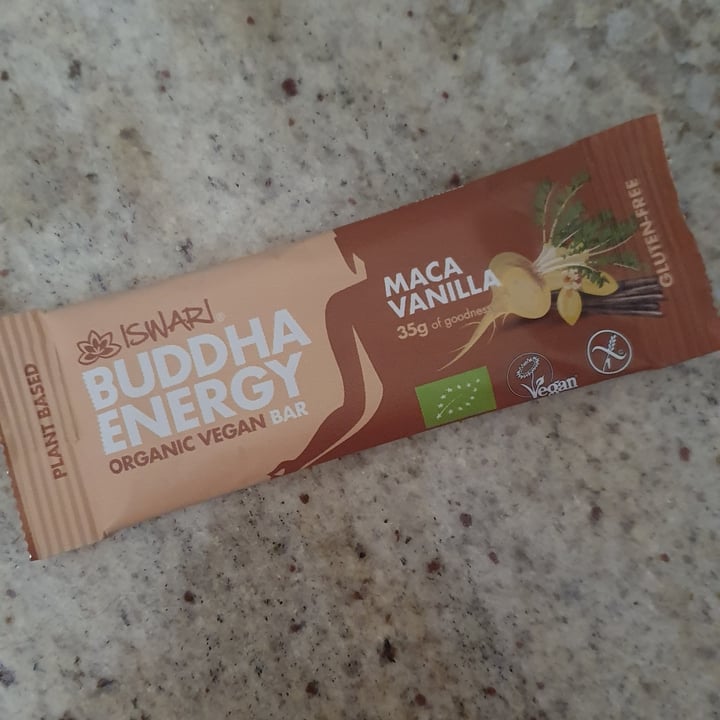 PLANT BASED
ISWARI®
BUDDHA
ENERGY
ORGANIC VEGAN BAR
MACA
VANILLA
35g of goodness
Vegan
GLUTEN-FREE